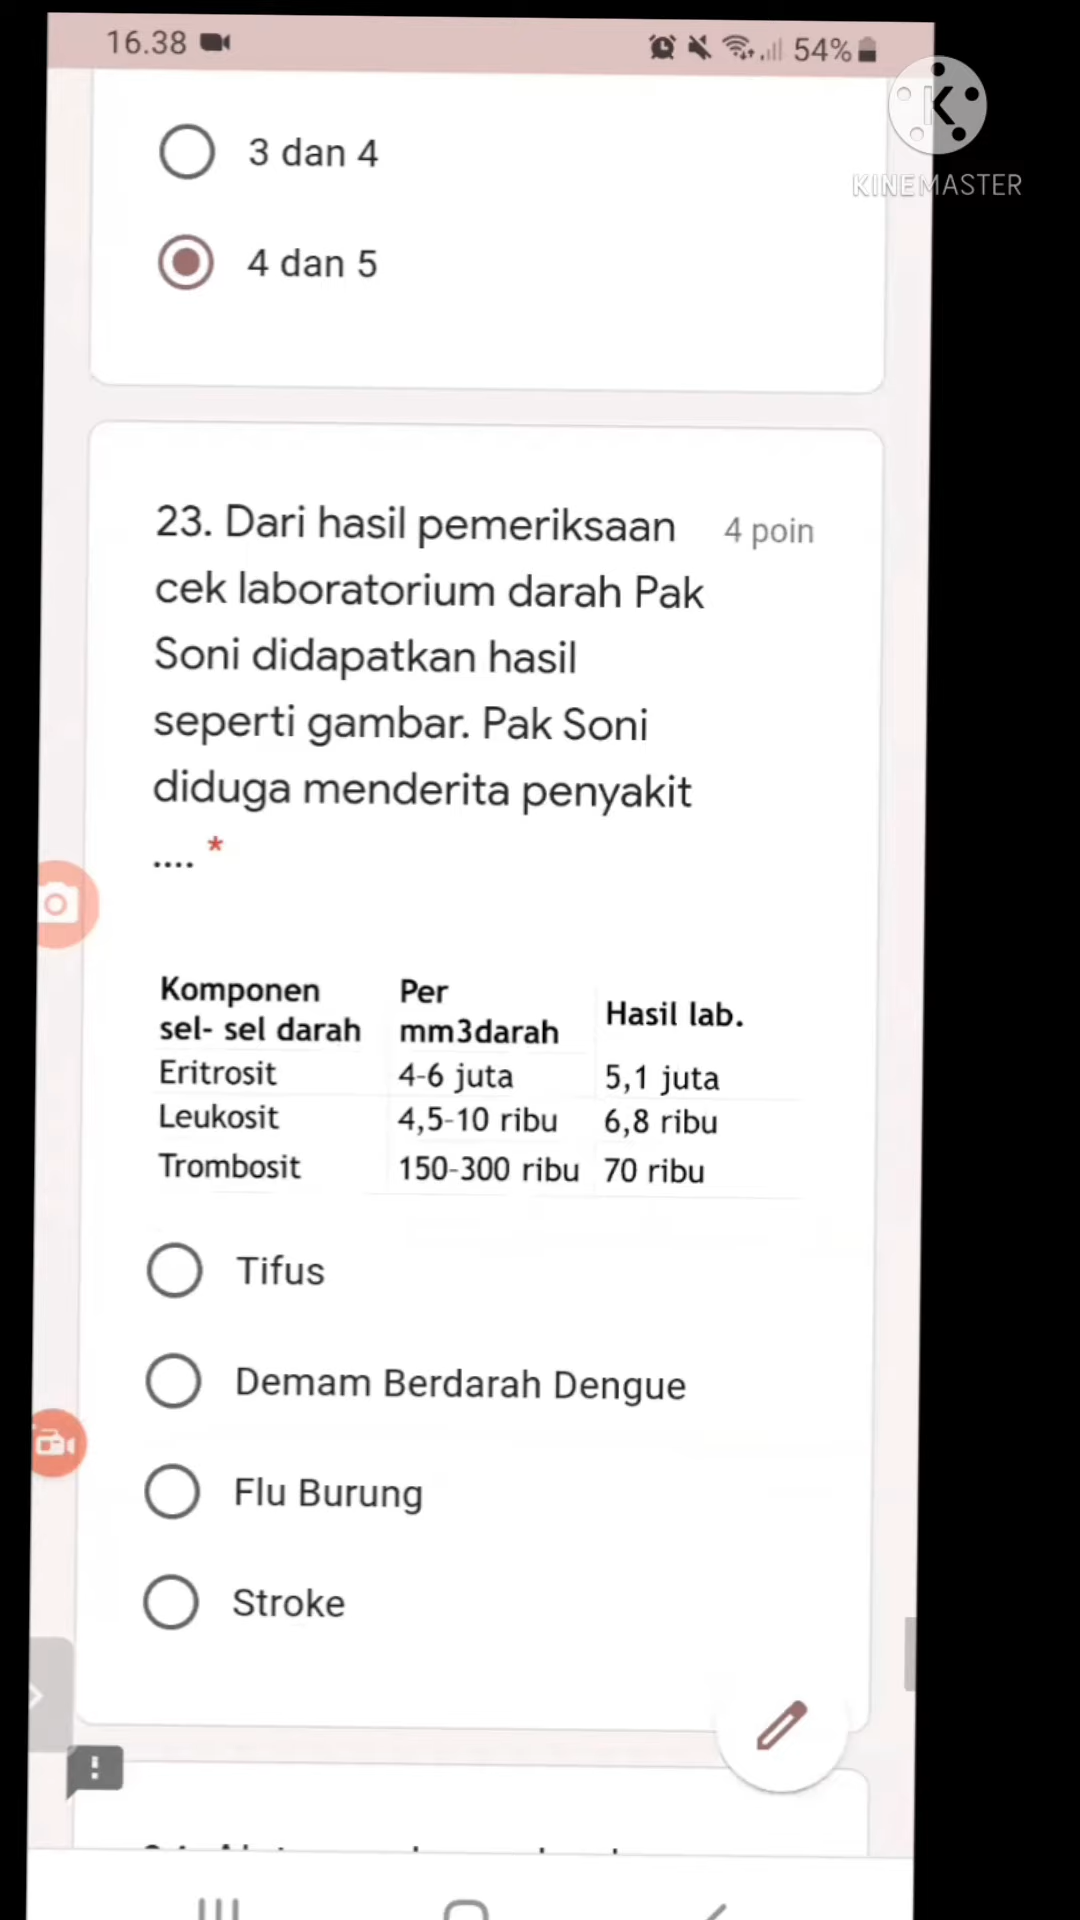 16.38
54%
KINEMASTER
3 dan 4
4 dan 5
23. Dari hasil pemeriksaan 4 poin
cek laboratorium darah Pak
Soni didapatkan hasil
seperti gambar. Pak Soni
diduga menderita penyakit
.... *
Komponen sel- sel darah Per mm3darah Hasil lab.
Eritrosit 4-6 juta 5,1 juta
Leukosit 4,5-10 ribu 6,8 ribu
Trombosit 150-300 ribu 70 ribu
Tifus
Demam Berdarah Dengue
Flu Burung
Stroke